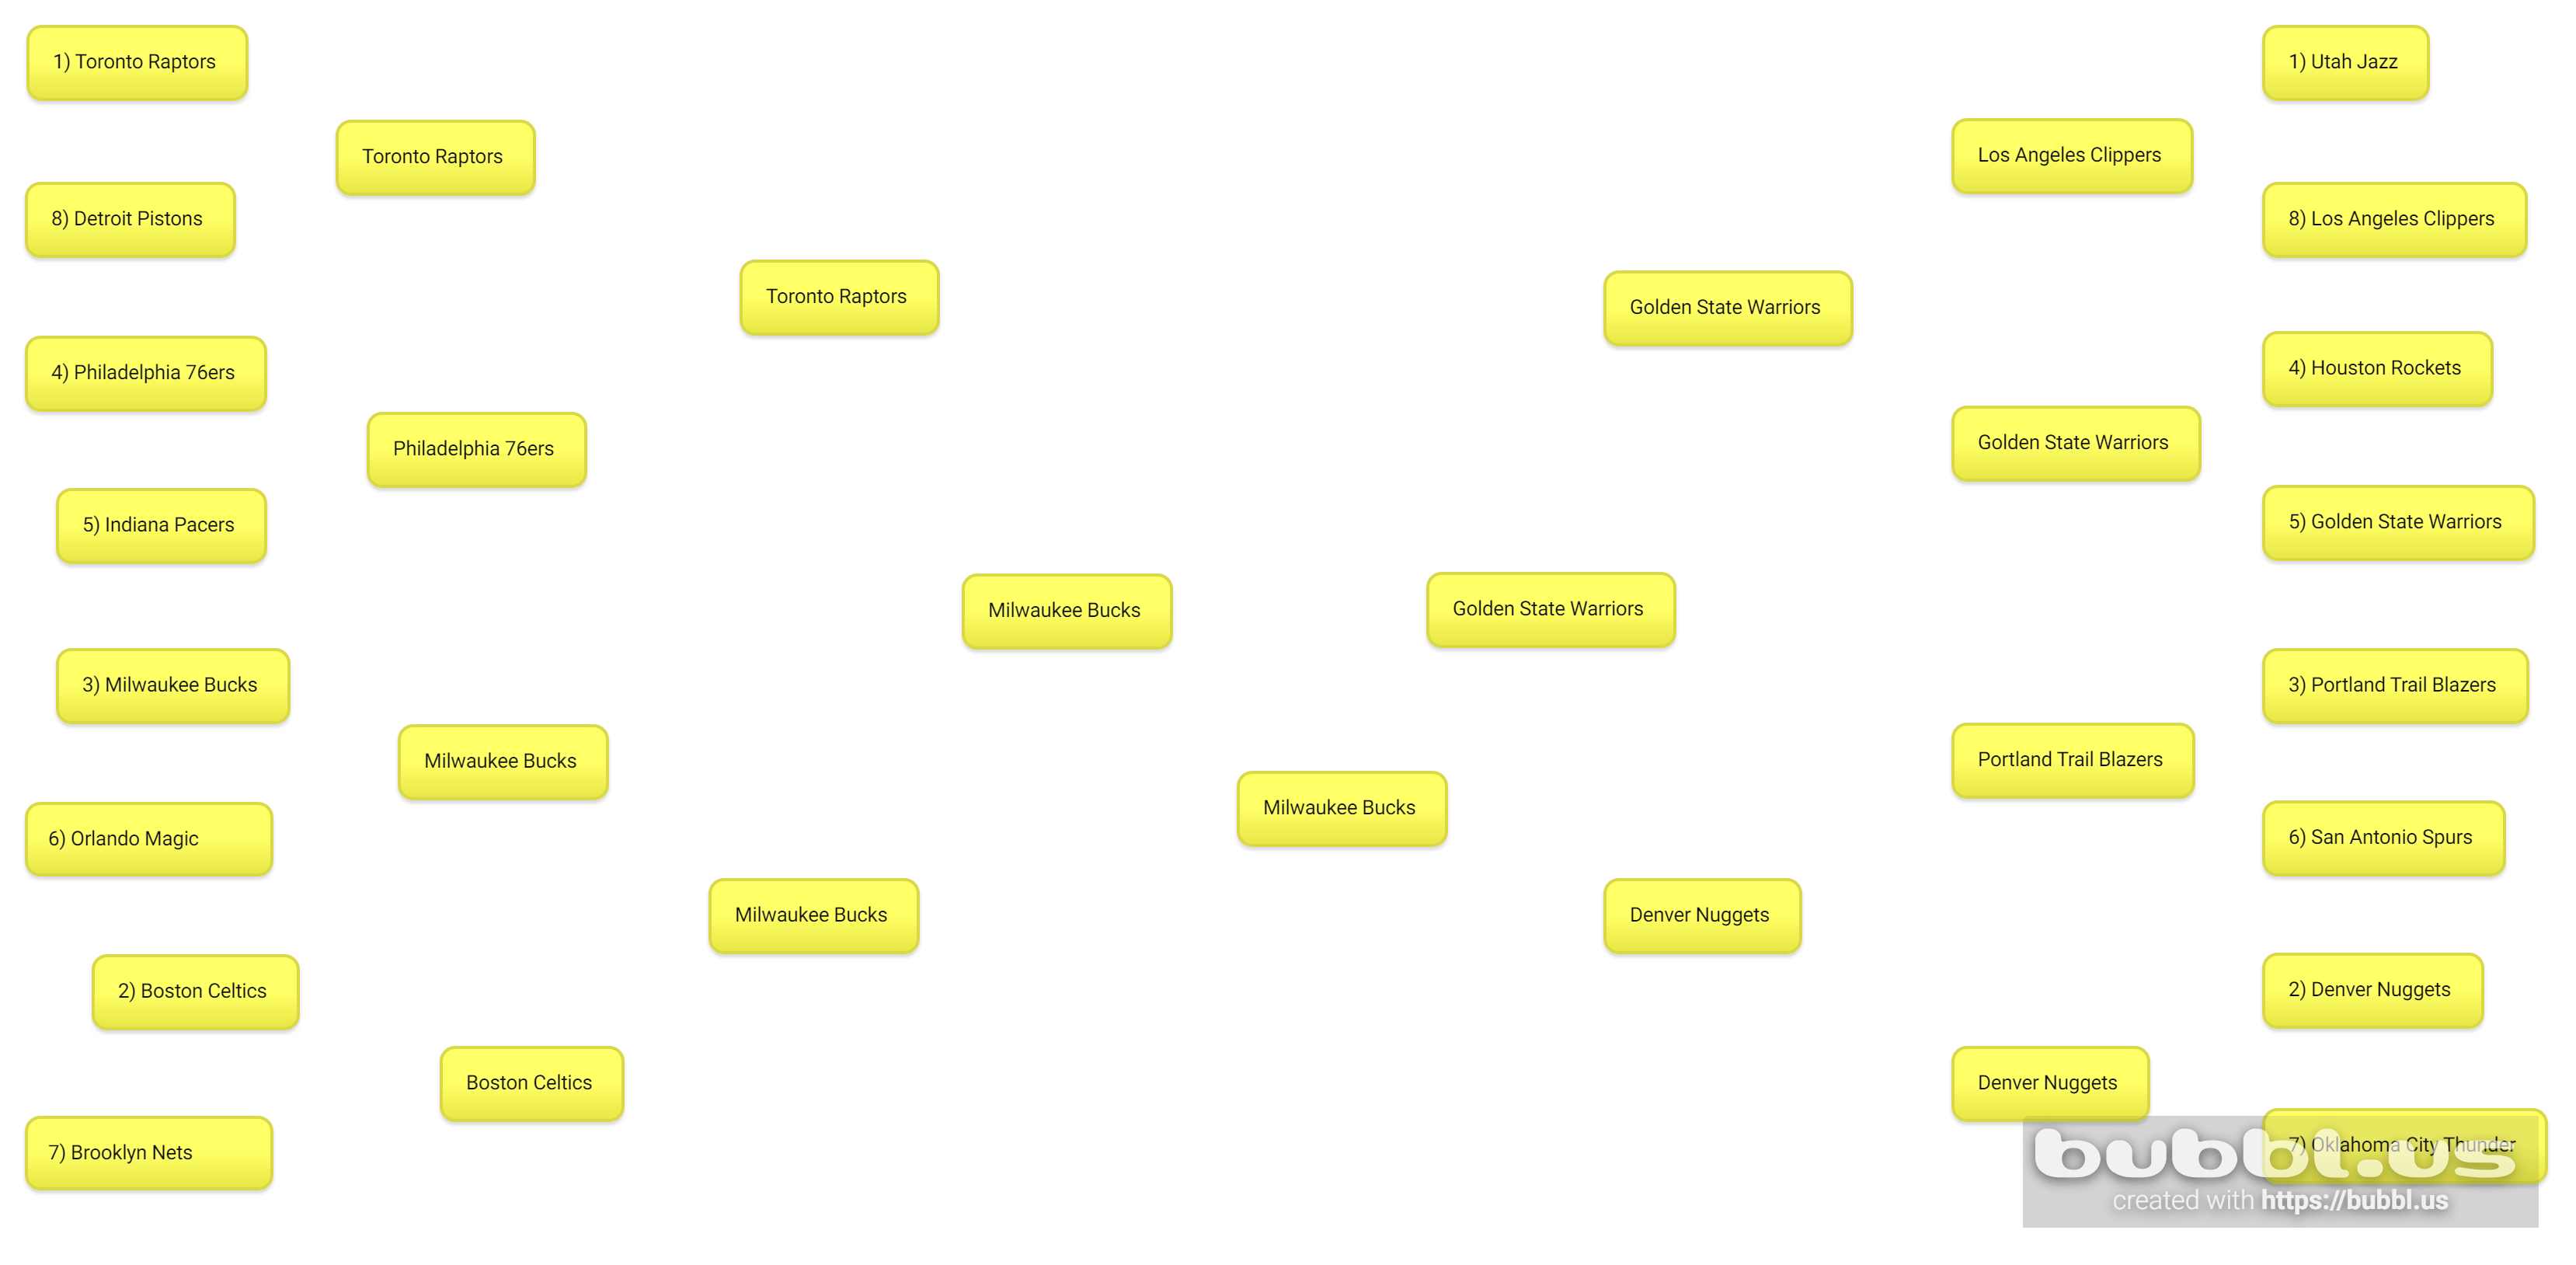 1) Toronto Raptors
1) Utah Jazz
Toronto Raptors
Los Angeles Clippers
8) Detroit Pistons
8) Los Angeles Clippers
Toronto Raptors
Golden State Warriors
4) Philadelphia 76ers
4) Houston Rockets
Philadelphia 76ers
Golden State Warriors
5) Indiana Pacers
5) Golden State Warriors
Milwaukee Bucks
Golden State Warriors
3) Milwaukee Bucks
3) Portland Trail Blazers
Milwaukee Bucks
Portland Trail Blazers
Milwaukee Bucks
6) Orlando Magic
6) San Antonio Spurs
Milwaukee Bucks
Denver Nuggets
2) Boston Celtics
2) Denver Nuggets
Boston Celtics
Denver Nuggets
7) Brooklyn Nets
7) Oklahoma City Thunder
bubbl.us
created with https://bubbl.us